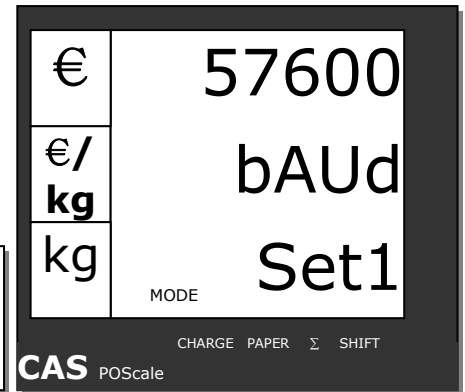 € 57600
€/kg bAUd
kg Set1
MODE
CHARGE PAPER Σ SHIFT
CAS POScale